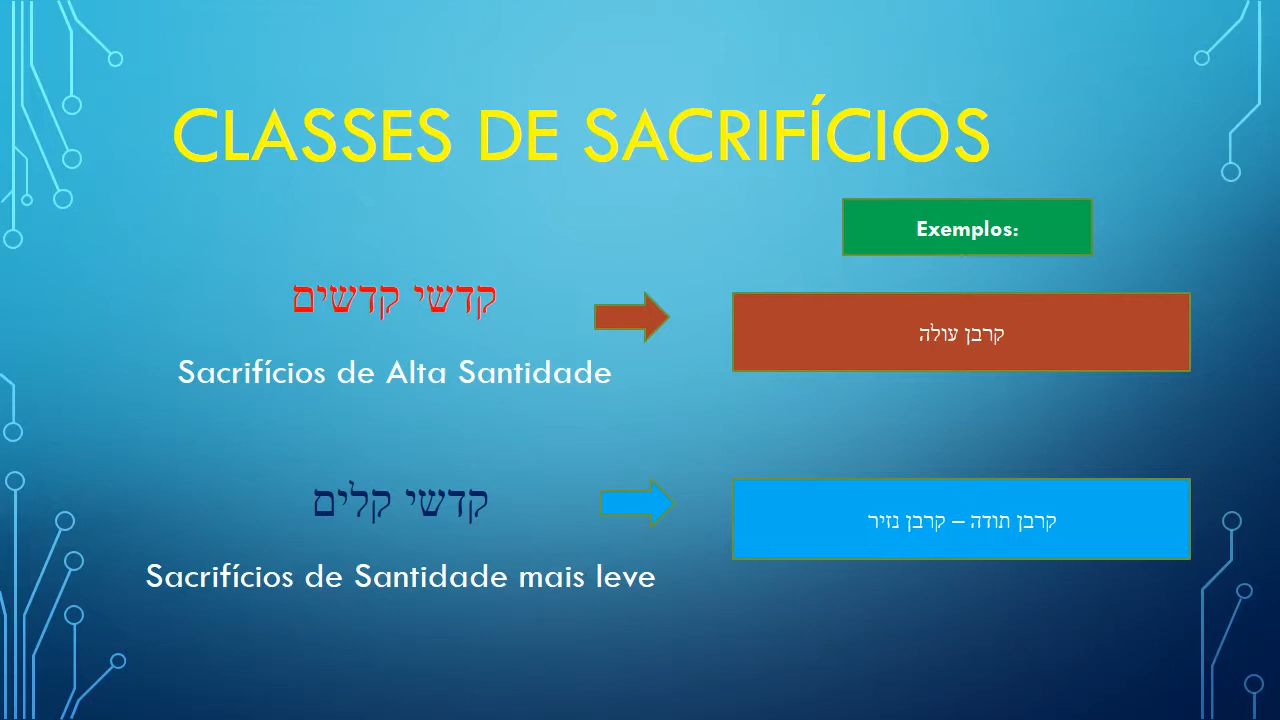 CLASSES DE SACRIFÍCIOS
Exemplos:
קדשי קדשים
קרבן עולה
Sacrifícios de Alta Santidade
קדשי קלים
קרבן תודה – קרבן נזיר
Sacrifícios de Santidade mais leve